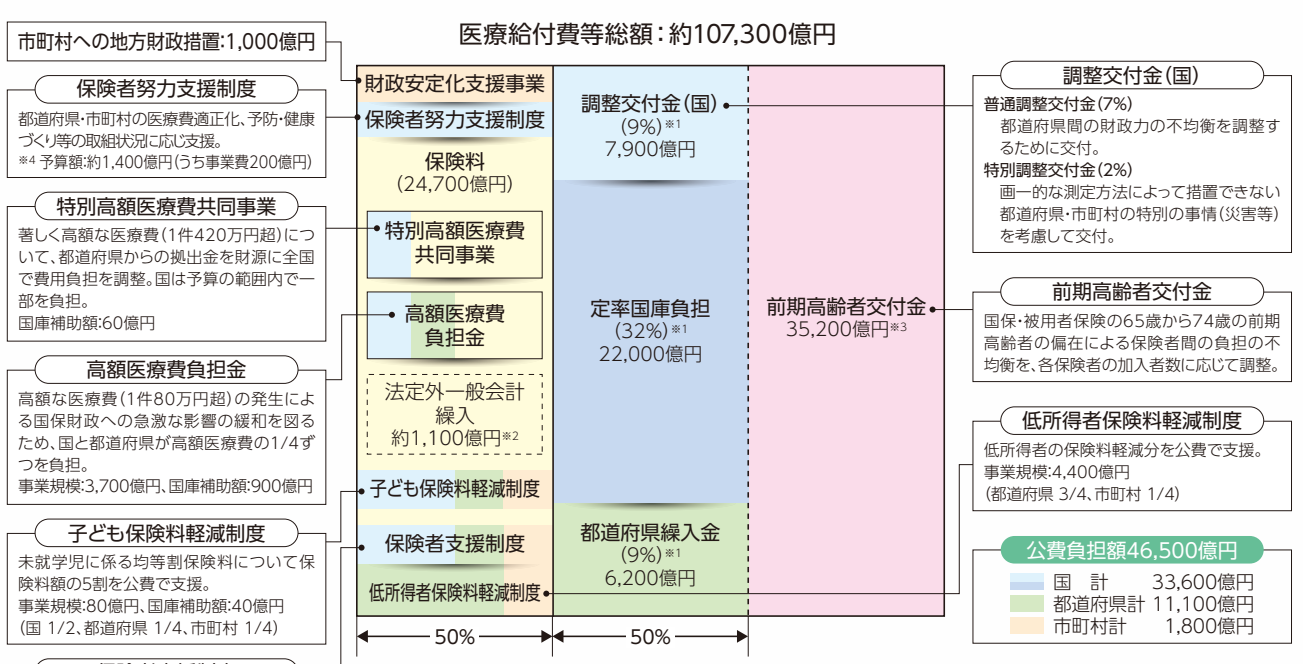 医療給付費等総額：約107,300億円
市町村への地方財政措置:1,000億円
保険者努力支援制度
都道府県・市町村の医療費適正化、予防・健康
づくり等の取組状況に応じ支援。
※4 予算額:約1,400億円(うち事業費200億円)
特別高額医療費共同事業
著しく高額な医療費(1件420万円超)につ
いて、都道府県からの拠出金を財源に全国
で費用負担を調整。国は予算の範囲内で一
部を負担。
国庫補助額:60億円
高額医療費負担金
高額な医療費(1件80万円超)の発生によ
る国保財政への急激な影響の緩和を図る
ため、国と都道府県が高額医療費の1/4ず
つを負担。
事業規模:3,700億円、国庫補助額:900億円
子ども保険料軽減制度
未就学児に係る均等割保険料について保
険料額の5割を公費で支援。
事業規模:80億円、国庫補助額:40億円
(国 1/2、都道府県 1/4、市町村 1/4)
財政安定化支援事業
保険者努力支援制度
保険料
(24,700億円)
特別高額医療費
共同事業
高額医療費
負担金
法定外一般会計
繰入
約1,100億円※2
子ども保険料軽減制度
保険者支援制度
低所得者保険料軽減制度
50%
調整交付金(国)
(9%)※1
7,900億円
定率国庫負担
(32%)※1
22,000億円
都道府県繰入金
(9%)※1
6,200億円
50%
前期高齢者交付金
35,200億円※3
調整交付金(国)
普通調整交付金(7%)
都道府県間の財政力の不均衡を調整す
るために交付。
特別調整交付金(2%)
画一的な測定方法によって措置できない
都道府県・市町村の特別の事情(災害等)
を考慮して交付。
前期高齢者交付金
国保・被用者保険の65歳から74歳の前期
高齢者の偏在による保険者間の負担の不
均衡を、各保険者の加入者数に応じて調整。
低所得者保険料軽減制度
低所得者の保険料軽減分を公費で支援。
事業規模:4,400億円
(都道府県 3/4、市町村 1/4)
公費負担額46,500億円
国 計 33,600億円
都道府県計 11,100億円
市町村計 1,800億円